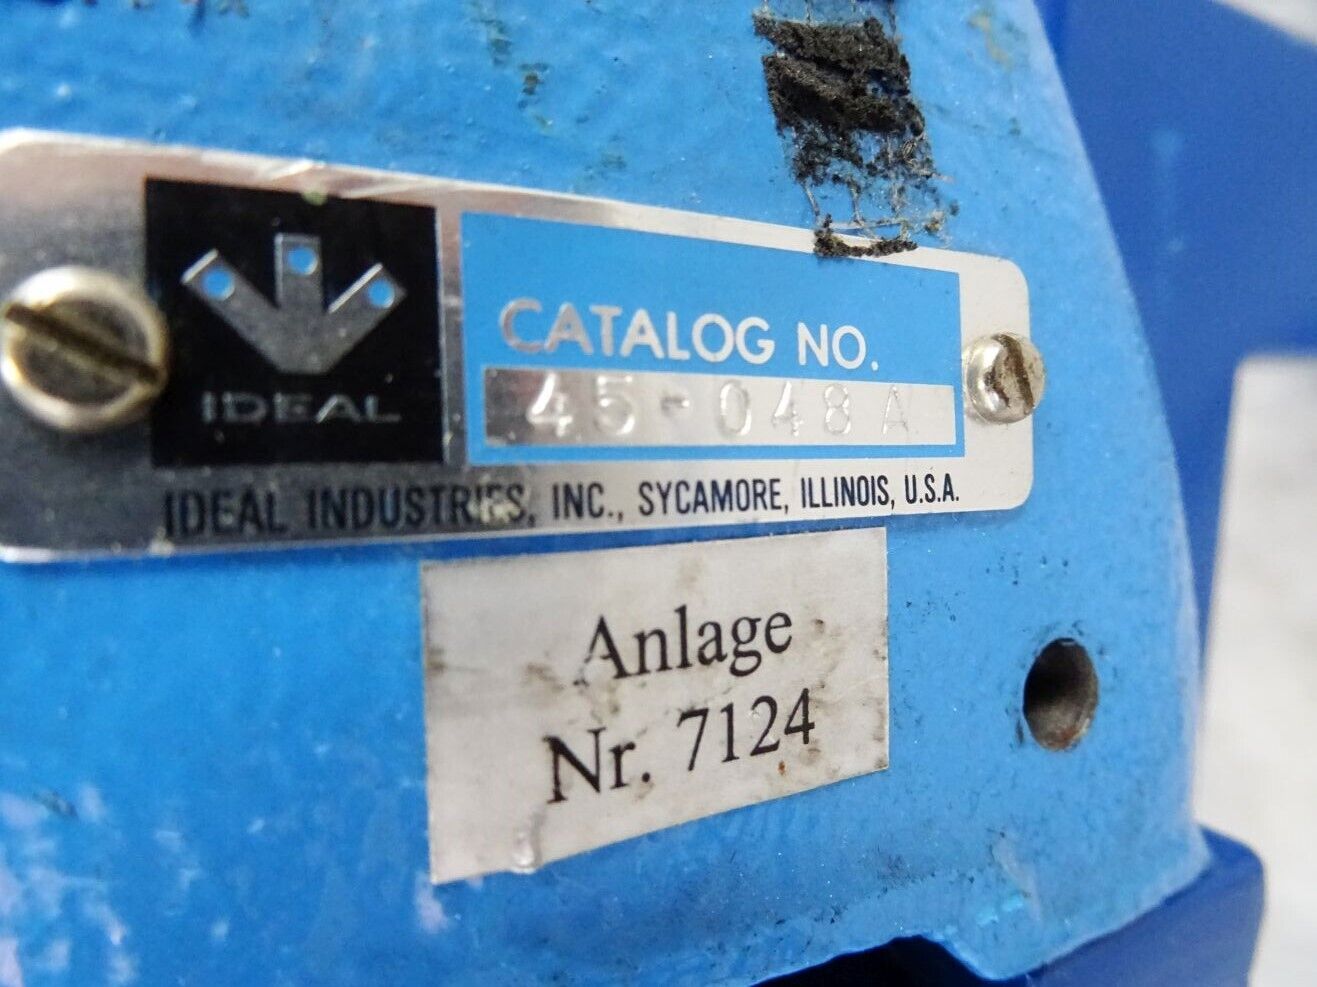 IDEAL
CATALOG NO.
45-048 A
IDEAL INDUSTRIES, INC., SYCAMORE, ILLINOIS, U.S.A.
Anlage
Nr. 7124